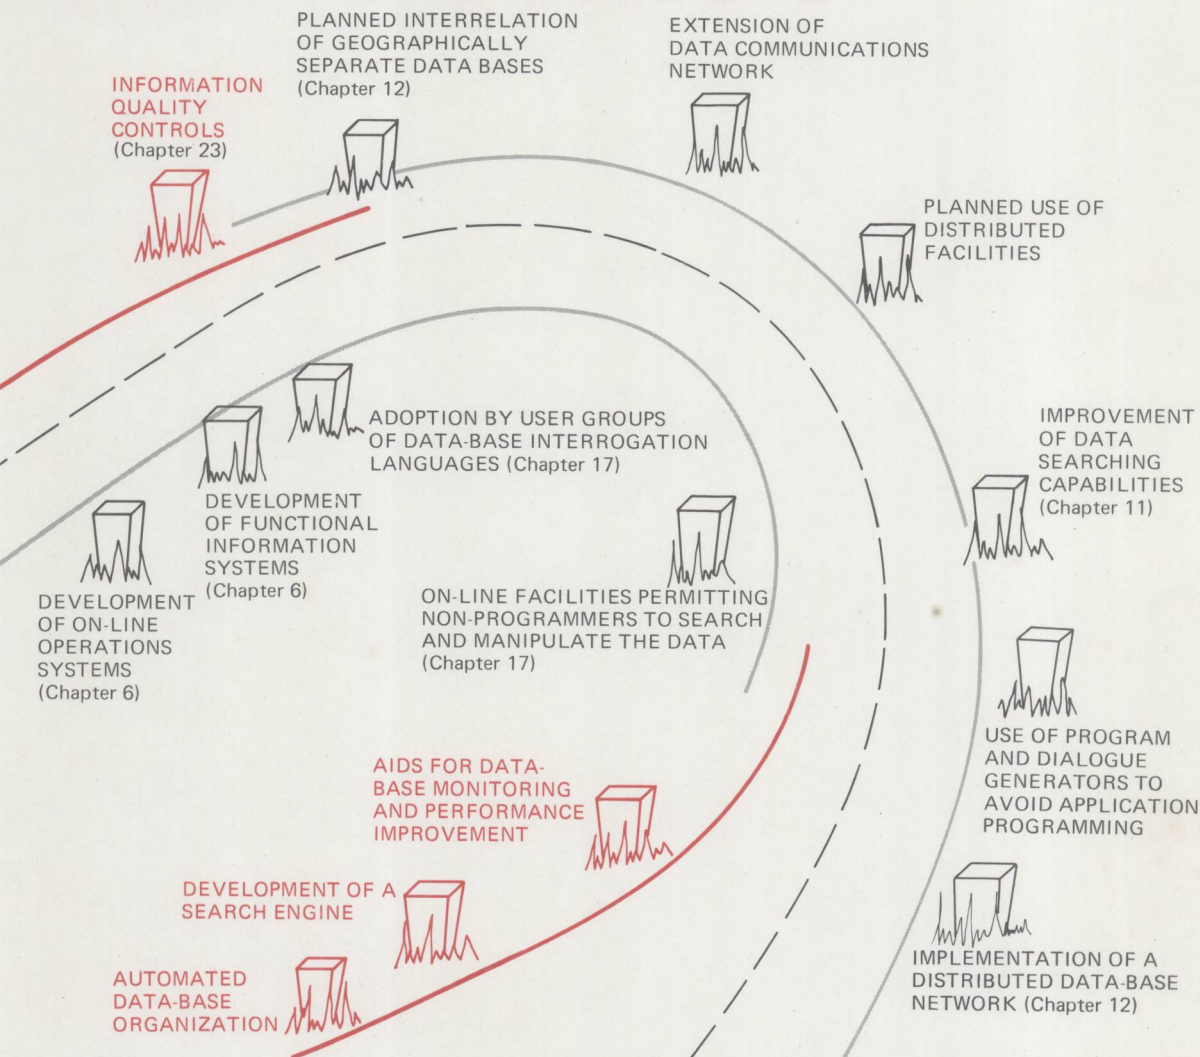 PLANNED INTERRELATION
OF GEOGRAPHICALLY
SEPARATE DATA BASES
(Chapter 12)
EXTENSION OF
DATA COMMUNICATIONS
NETWORK
INFORMATION
QUALITY
CONTROLS
(Chapter 23)
PLANNED USE OF
DISTRIBUTED
FACILITIES
ADOPTION BY USER GROUPS
OF DATA-BASE INTERROGATION
LANGUAGES (Chapter 17)
IMPROVEMENT
OF DATA
SEARCHING
CAPABILITIES
(Chapter 11)
DEVELOPMENT
OF FUNCTIONAL
INFORMATION
SYSTEMS
(Chapter 6)
DEVELOPMENT
OF ON-LINE
OPERATIONS
SYSTEMS
(Chapter 6)
ON-LINE FACILITIES PERMITTING
NON-PROGRAMMERS TO SEARCH
AND MANIPULATE THE DATA
(Chapter 17)
USE OF PROGRAM
AND DIALOGUE
GENERATORS TO
AVOID APPLICATION
PROGRAMMING
AIDS FOR DATA-
BASE MONITORING
AND PERFORMANCE
IMPROVEMENT
DEVELOPMENT OF A
SEARCH ENGINE
IMPLEMENTATION OF A
DISTRIBUTED DATA-BASE
NETWORK (Chapter 12)
AUTOMATED
DATA-BASE
ORGANIZATION